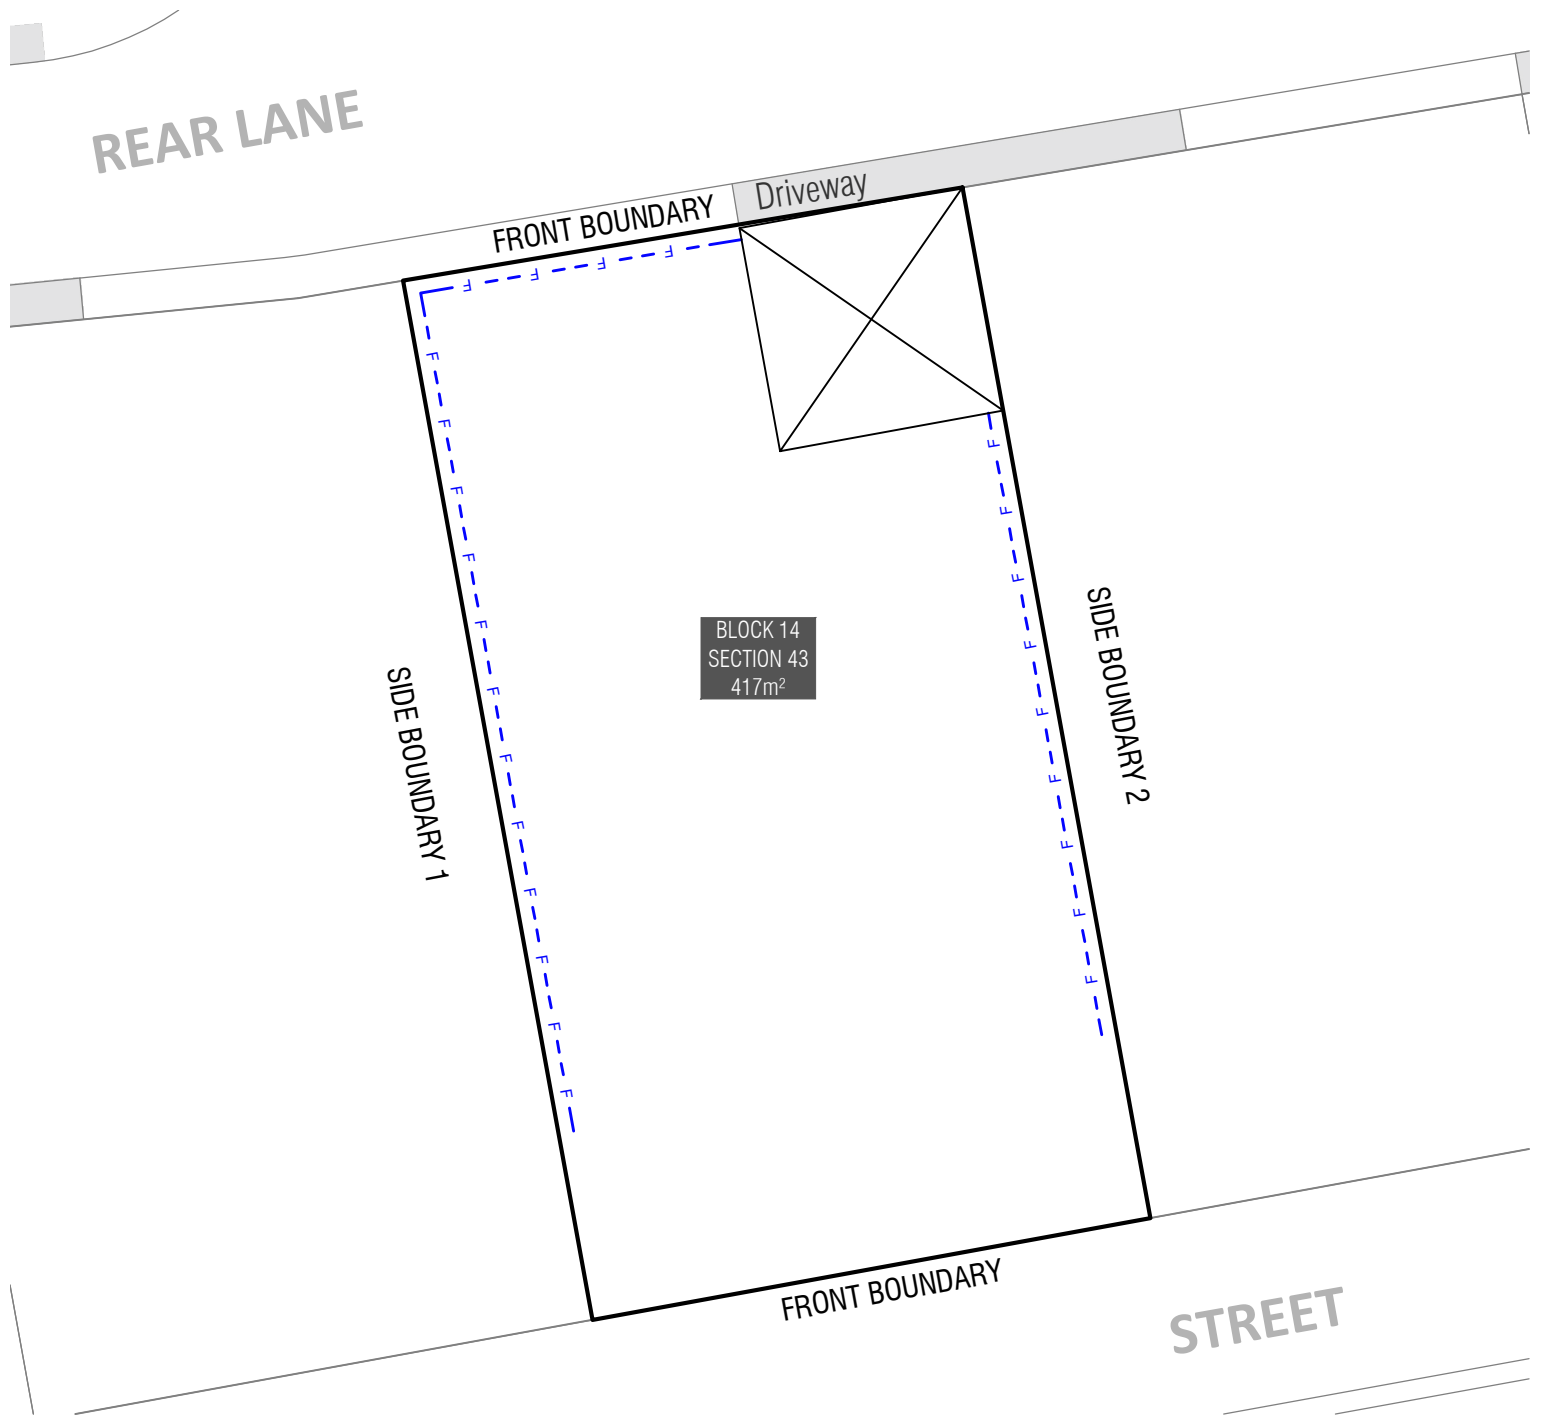 REAR LANE
Driveway
FRONT BOUNDARY
F F F F
F F F F F F F F F F F F
F F F F F F F F F
BLOCK 14
SECTION 43
417m²
SIDE BOUNDARY 1
SIDE BOUNDARY 2
FRONT BOUNDARY
STREET